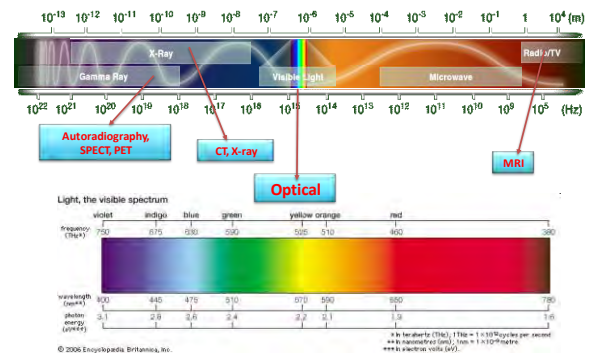 10-13 10-12 10-11 10-10 10-9 10-8 10-7 10-6 10-5 10-4 10-3 10-2 10-1 1 10⁴ (m)
X-Ray Radio/TV
Gamma Ray Visible Light Microwave
10²² 10²¹ 10²⁰ 10¹⁹ 10¹⁸ 10¹⁷ 10¹⁶ 10¹⁵ 10¹⁴ 10¹³ 10¹² 10¹¹ 10¹⁰ 10⁹ 10⁵ (Hz)
Autoradiography,
SPECT, PET
CT, X-ray
MRI
Optical
Light, the visible spectrum
violet indigo blue green yellow orange red
frequency
(THz*)
750 675 630 590 525 510 460 380
wavelength
(nm**)
400 445 475 510 570 590 650 780
photon
energy
(eV***)
3.1 2.8 2.6 2.4 2.2 2.1 1.9 1.6
* In terahertz (THz); 1 THz = 1 × 10¹² cycles per second
** In nanometres (nm); 1 nm = 1 × 10⁻⁹ metre
*** In electron volts (eV).
© 2006 Encyclopædia Britannica, Inc.